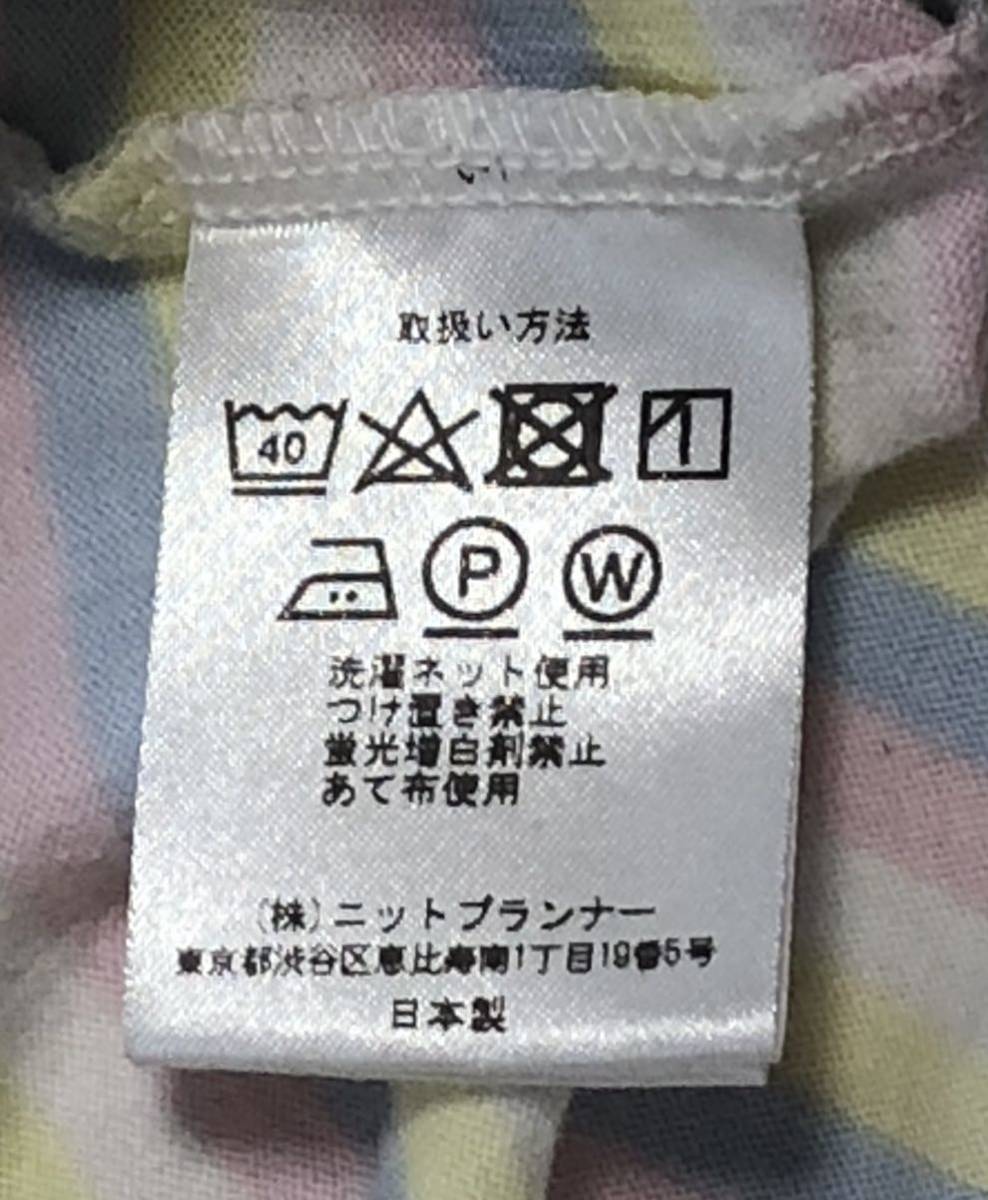 取扱い方法
40
P W
洗濯ネット使用
つけ置き禁止
蛍光増白剤禁止
あて布使用
(株)ニットプランナー
東京都渋谷区恵比寿南1丁目19番5号
日本製